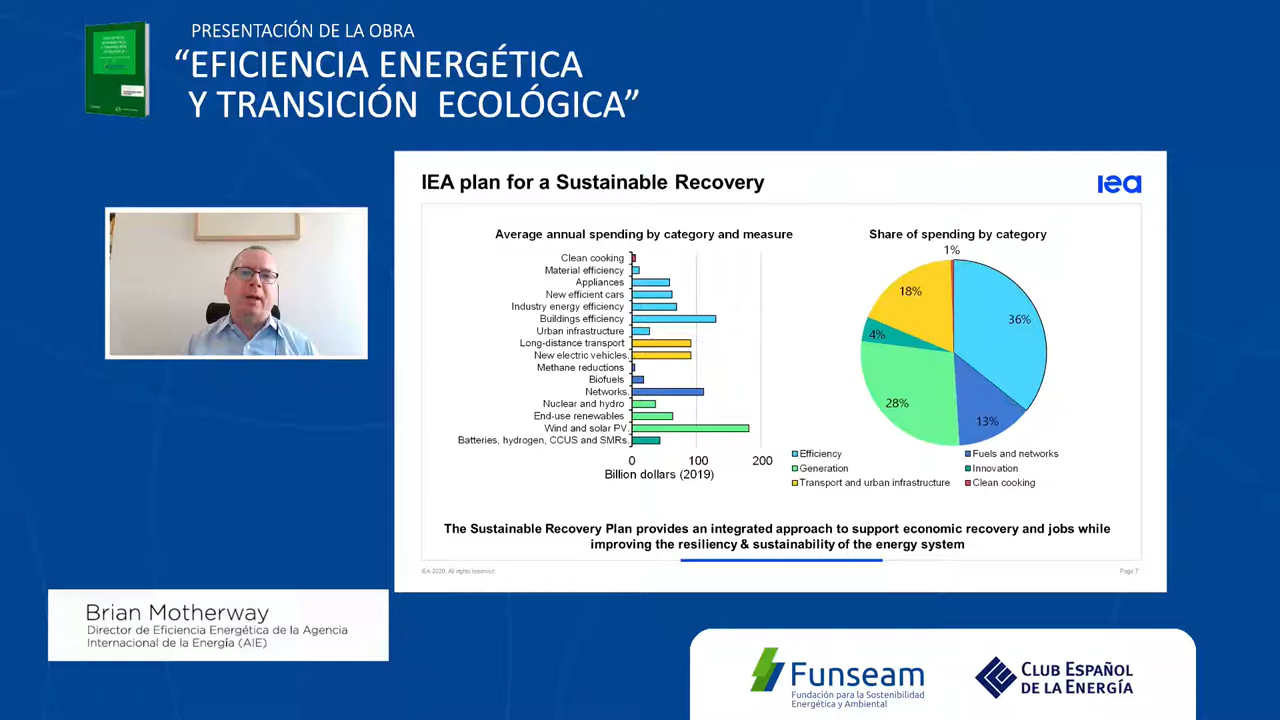 PRESENTACIÓN DE LA OBRA
“EFICIENCIA ENERGÉTICA
Y TRANSICIÓN ECOLÓGICA”
IEA plan for a Sustainable Recovery
iea
Average annual spending by category and measure
Clean cooking
Material efficiency
Appliances
New efficient cars
Industry energy efficiency
Buildings efficiency
Urban infrastructure
Long-distance transport
New electric vehicles
Methane reductions
Biofuels
Networks
Nuclear and hydro
End-use renewables
Wind and solar PV
Batteries, hydrogen, CCUS and SMRs
0 100 200
Billion dollars (2019)
Share of spending by category
1%
18%
36%
4%
28%
13%
Efficiency
Fuels and networks
Generation
Innovation
Transport and urban infrastructure
Clean cooking
The Sustainable Recovery Plan provides an integrated approach to support economic recovery and jobs while
improving the resiliency & sustainability of the energy system
IEA 2020. All rights reserved.
Page 7
Brian Motherway
Director de Eficiencia Energética de la Agencia
Internacional de la Energía (AIE)
Funseam
Fundación para la Sostenibilidad
Energética y Ambiental
CLUB ESPAÑOL
DE LA ENERGÍA